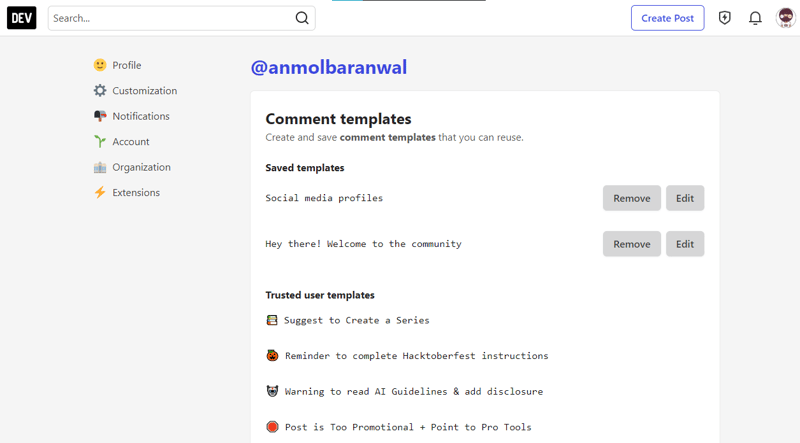 DEV
Search...
Create Post
Profile
Customization
Notifications
Account
Organization
Extensions
@anmolbaranwal
Comment templates
Create and save comment templates that you can reuse.
Saved templates
Social media profiles
Remove
Edit
Hey there! Welcome to the community
Remove
Edit
Trusted user templates
Suggest to Create a Series
Reminder to complete Hacktoberfest instructions
Warning to read AI Guidelines & add disclosure
Post is Too Promotional + Point to Pro Tools